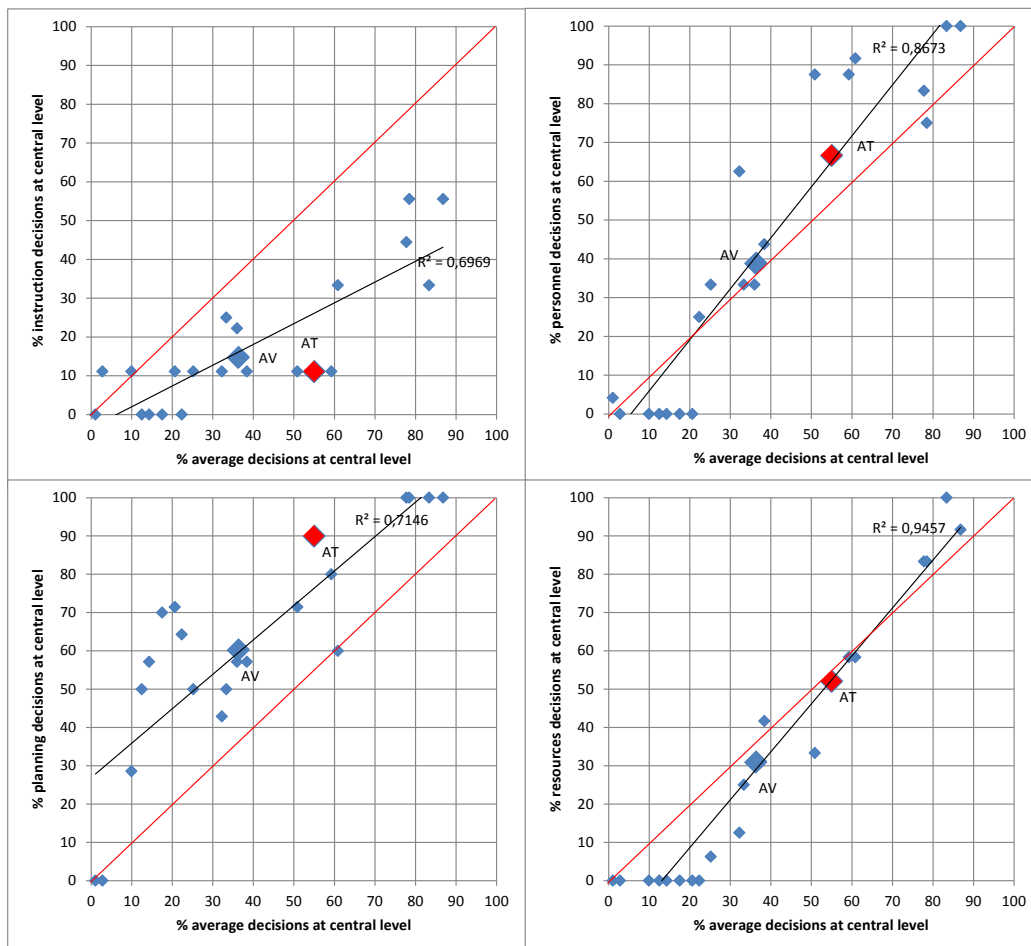 100
90
80
70
60
50
40
30
20
10
0
% instruction decisions at central level
R² = 0,6969
AT
AV
0 10 20 30 40 50 60 70 80 90 100
% average decisions at central level
100
90
80
70
60
50
40
30
20
10
0
% personnel decisions at central level
R² = 0,8673
AT
AV
0 10 20 30 40 50 60 70 80 90 100
% average decisions at central level
100
90
80
70
60
50
40
30
20
10
0
% planning decisions at central level
R² = 0,7146
AT
AV
0 10 20 30 40 50 60 70 80 90 100
% average decisions at central level
100
90
80
70
60
50
40
30
20
10
0
% resources decisions at central level
R² = 0,9457
AT
AV
0 10 20 30 40 50 60 70 80 90 100
% average decisions at central level